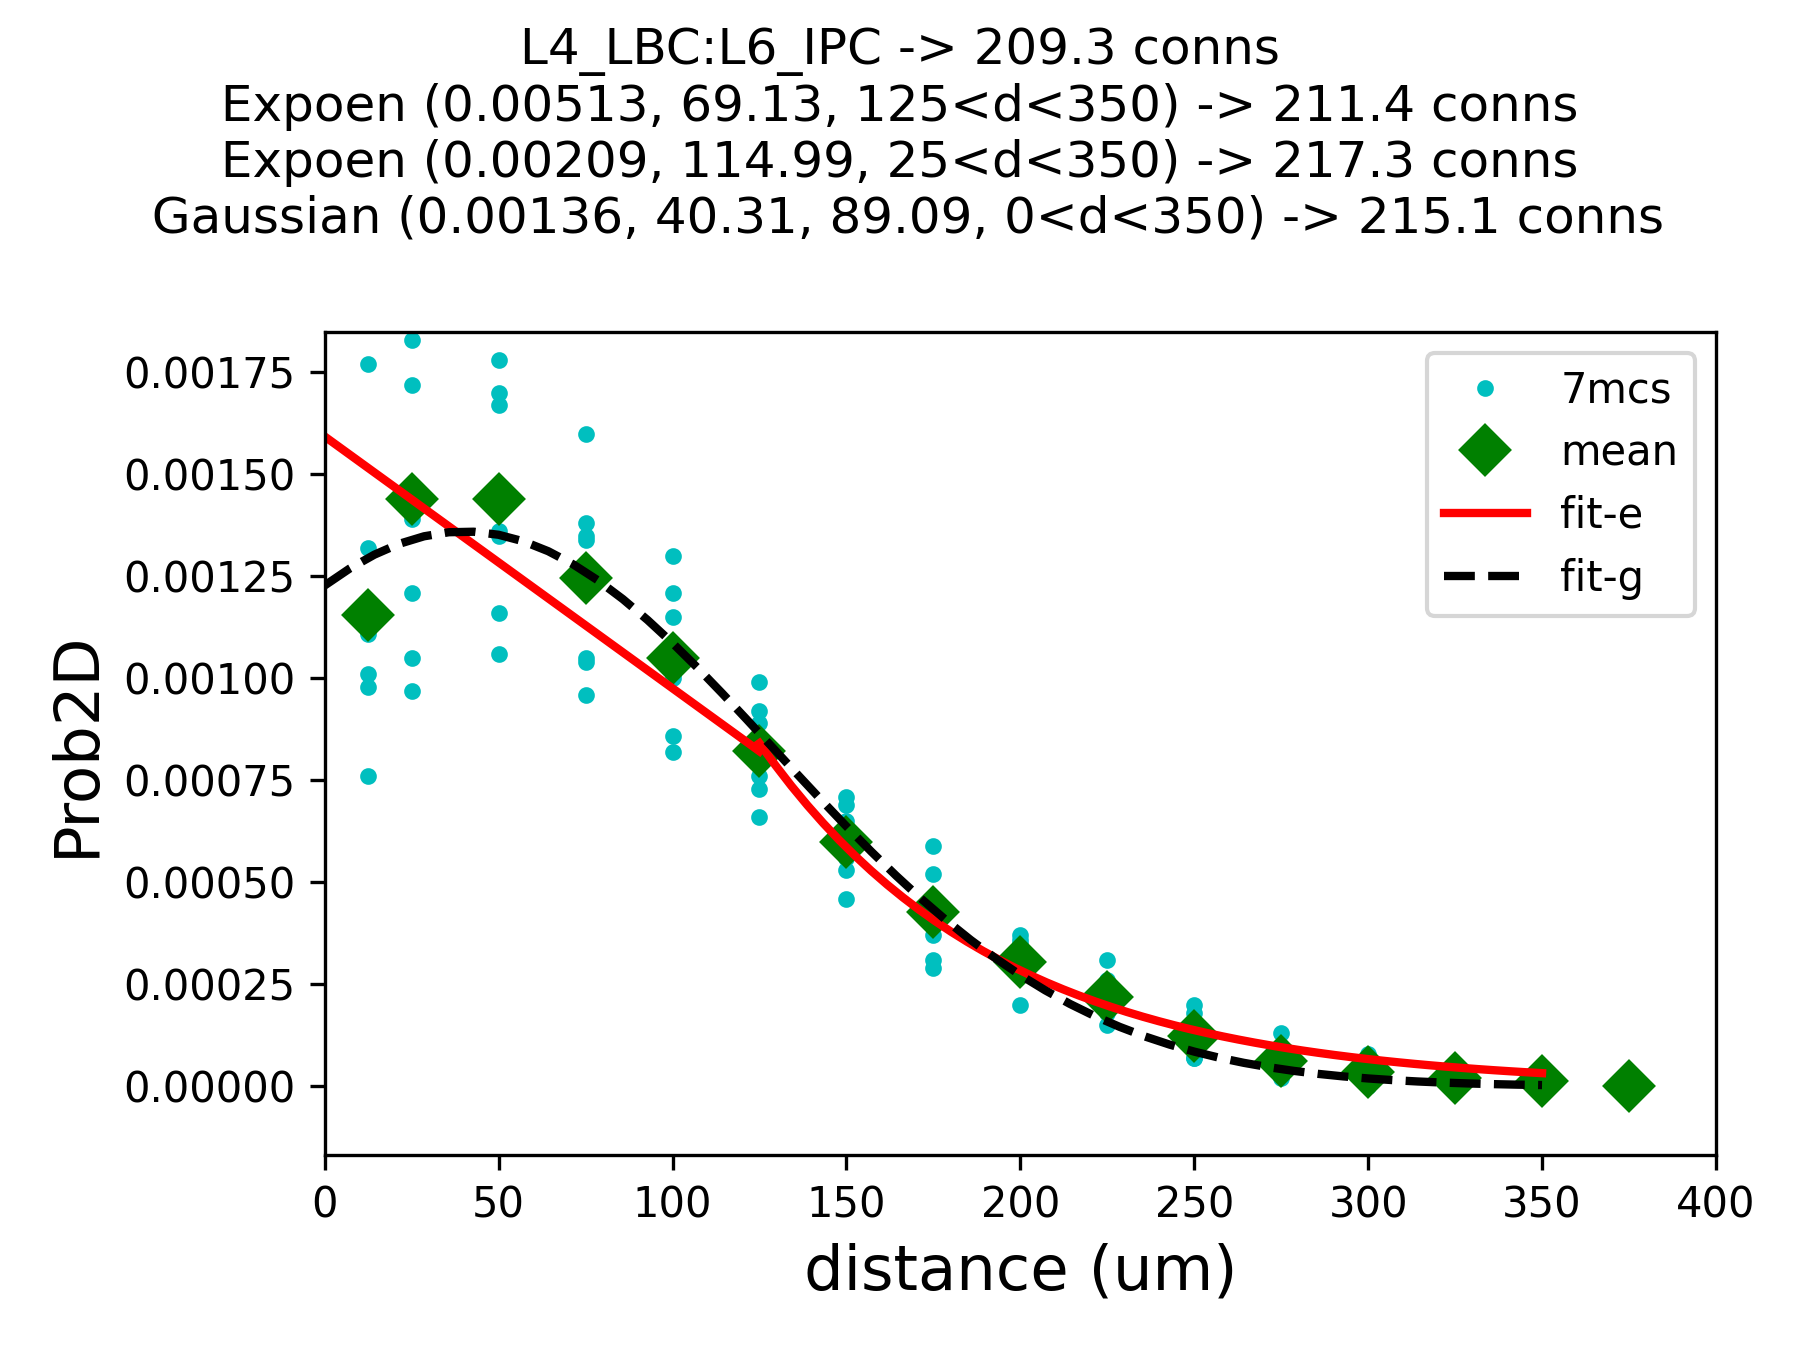 L4_LBC:L6_IPC -> 209.3 conns
Expoen (0.00513, 69.13, 125<d<350) -> 211.4 conns
Expoen (0.00209, 114.99, 25<d<350) -> 217.3 conns
Gaussian (0.00136, 40.31, 89.09, 0<d<350) -> 215.1 conns
0.00175
0.00150
0.00125
0.00100
0.00075
0.00050
0.00025
0.00000
Prob2D
7mcs
mean
fit-e
fit-g
0 50 100 150 200 250 300 350 400
distance (um)